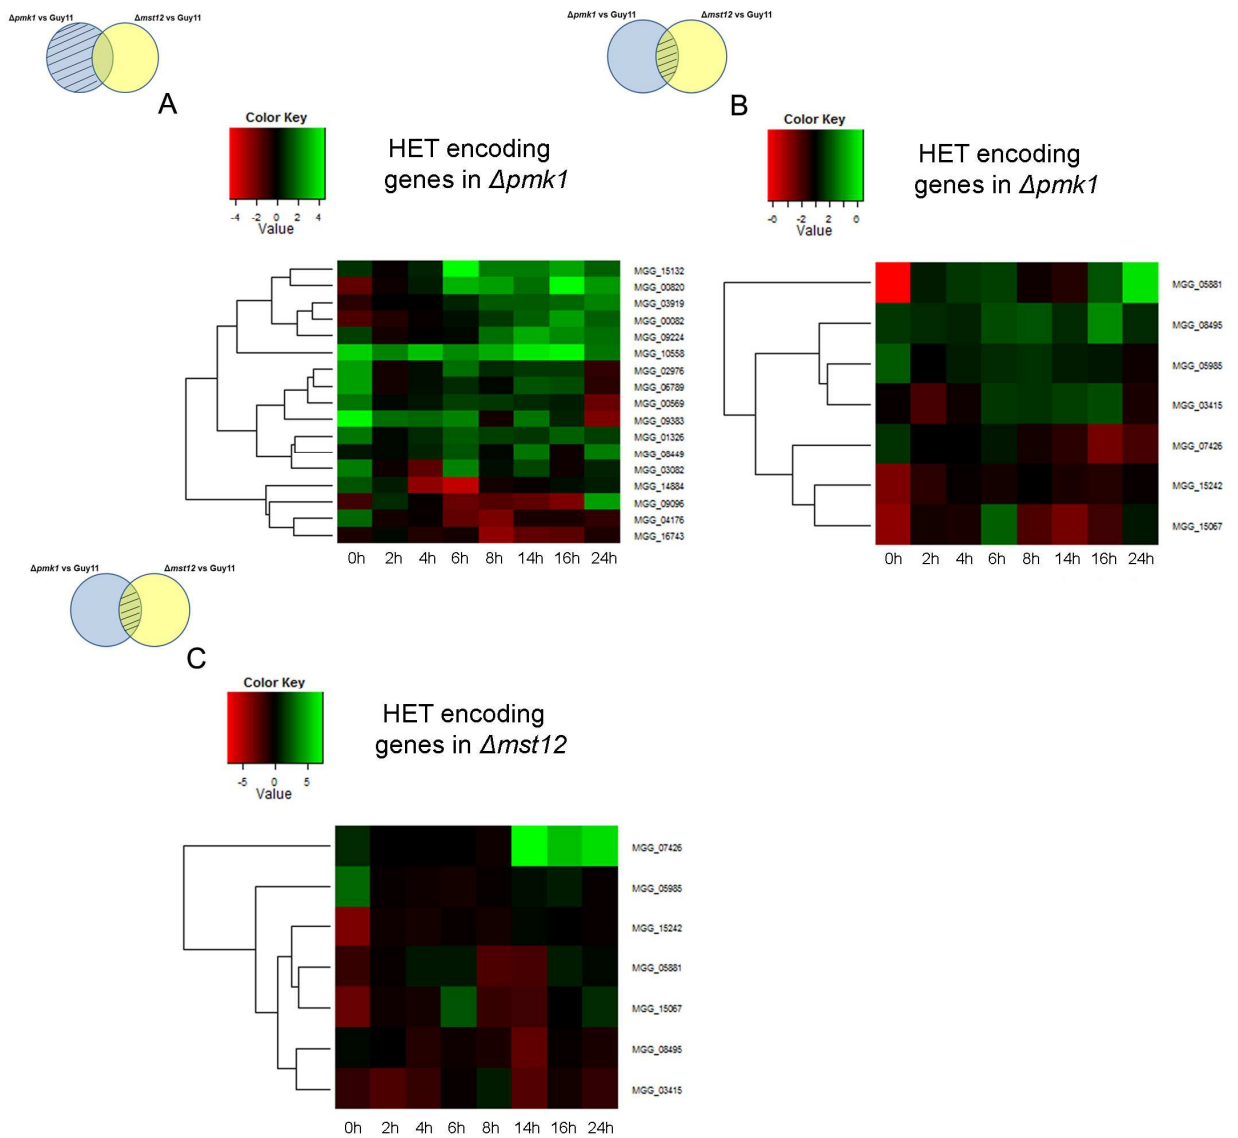 Δpmk1 vs Guy11 Δmst12 vs Guy11
A
Color Key
-4 -2 0 2 4
Value
HET encoding
genes in Δpmk1
MGG_15132
MGG_00820
MGG_03919
MGG_00082
MGG_09224
MGG_10558
MGG_02976
MGG_06789
MGG_00569
MGG_09383
MGG_01326
MGG_08449
MGG_03082
MGG_14884
MGG_09096
MGG_04176
MGG_16743
0h 2h 4h 6h 8h 14h 16h 24h
Δpmk1 vs Guy11 Δmst12 vs Guy11
B
Color Key
-6 -2 2 6
Value
HET encoding
genes in Δpmk1
MGG_05881
MGG_08495
MGG_05985
MGG_03415
MGG_07426
MGG_15242
MGG_15067
0h 2h 4h 6h 8h 14h 16h 24h
Δpmk1 vs Guy11 Δmst12 vs Guy11
C
Color Key
-5 0 5
Value
HET encoding
genes in Δmst12
MGG_07426
MGG_05985
MGG_15242
MGG_05881
MGG_15067
MGG_08495
MGG_03415
0h 2h 4h 6h 8h 14h 16h 24h